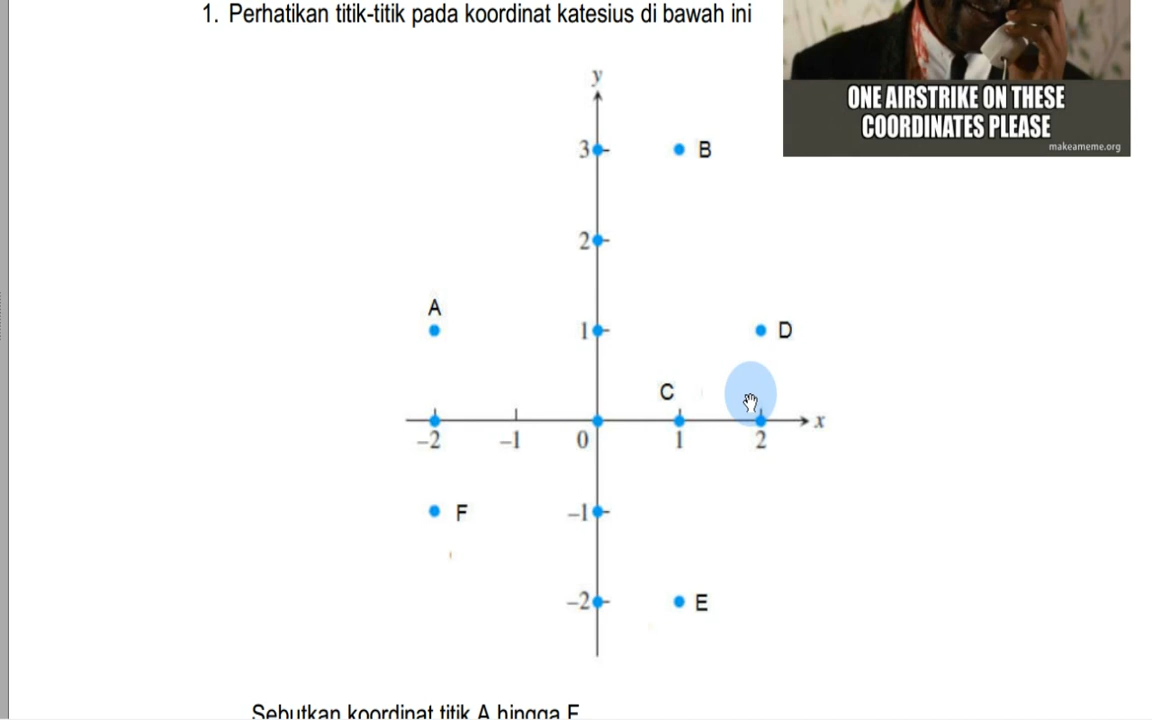 1. Perhatikan titik-titik pada koordinat katesius di bawah ini
ONE AIRSTRIKE ON THESE
COORDINATES PLEASE
makeameme.org
y
3
B
2
A
1
D
C
x
-2
-1
0
1
2
-1
F
-2
E
Sebutkan koordinat titik A hingga F